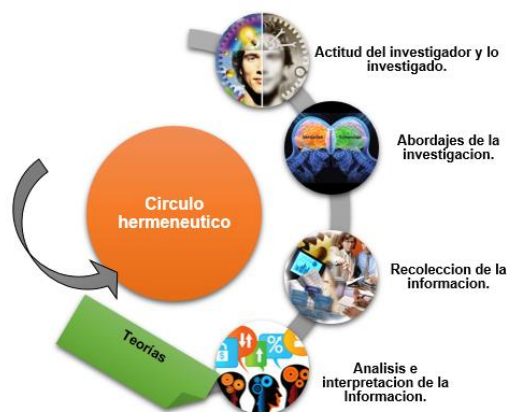 Actitud del investigador y lo
investigado.
Abordajes de la
investigacion.
Circulo
hermeneutico
Recoleccion de la
informacion.
Teorías
Analisis e
interpretacion de la
Informacion.